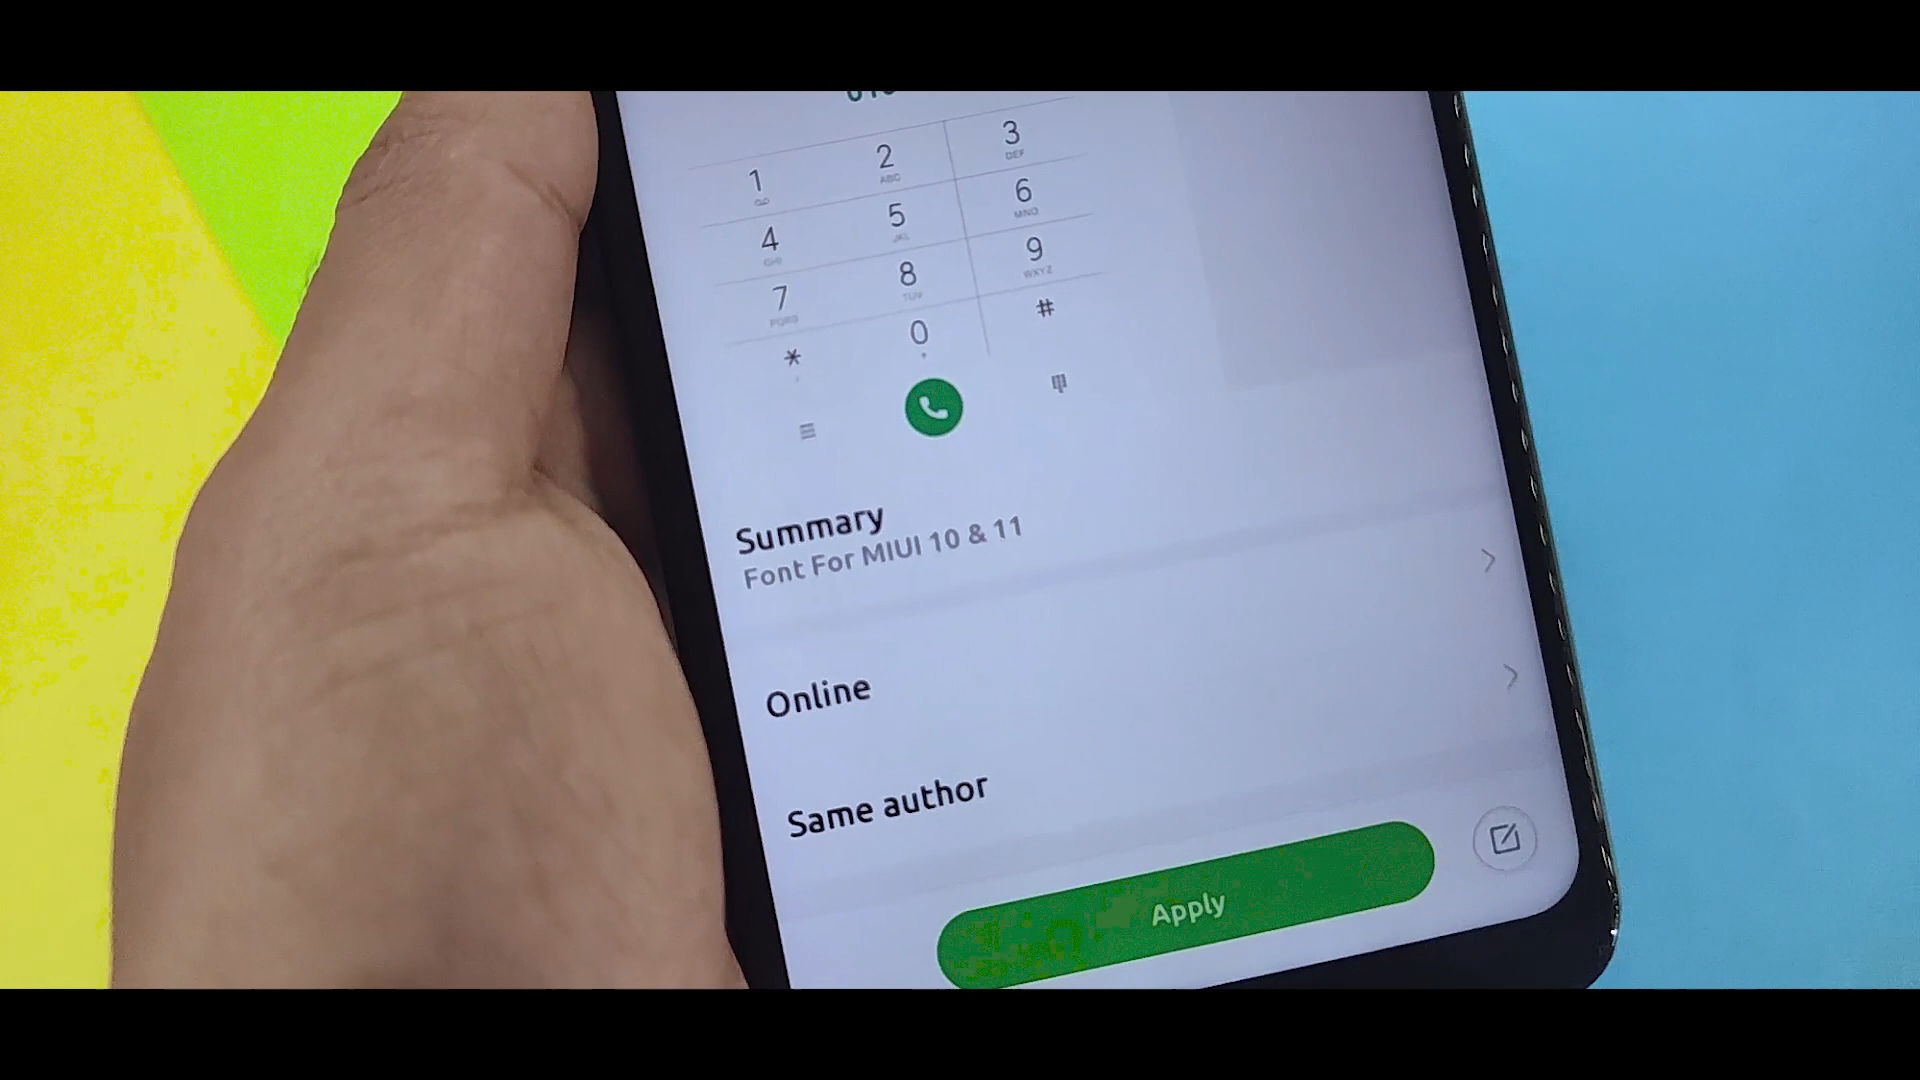 1
2
ABC
3
DEF
4
GHI
5
JKL
6
MNO
7
PQRS
8
TUV
9
WXYZ
*
0
#
Summary
Font For MIUI 10 & 11
Online
Same author
Apply